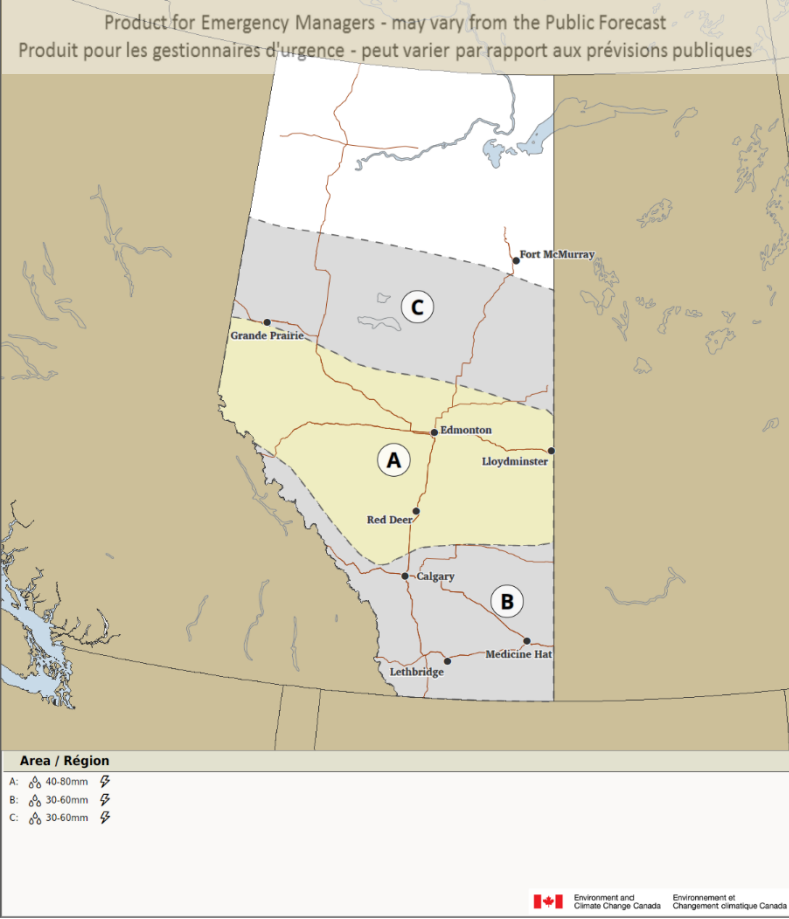 Product for Emergency Managers - may vary from the Public Forecast
Produit pour les gestionnaires d'urgence - peut varier par rapport aux prévisions publiques
Fort McMurray
C
Grande Prairie
Edmonton
A
Lloydminster
Red Deer
Calgary
B
Medicine Hat
Lethbridge
Area / Région
A: 40-80mm
B: 30-60mm
C: 30-60mm
Environment and
Climate Change Canada
Environnement et
Changement climatique Canada